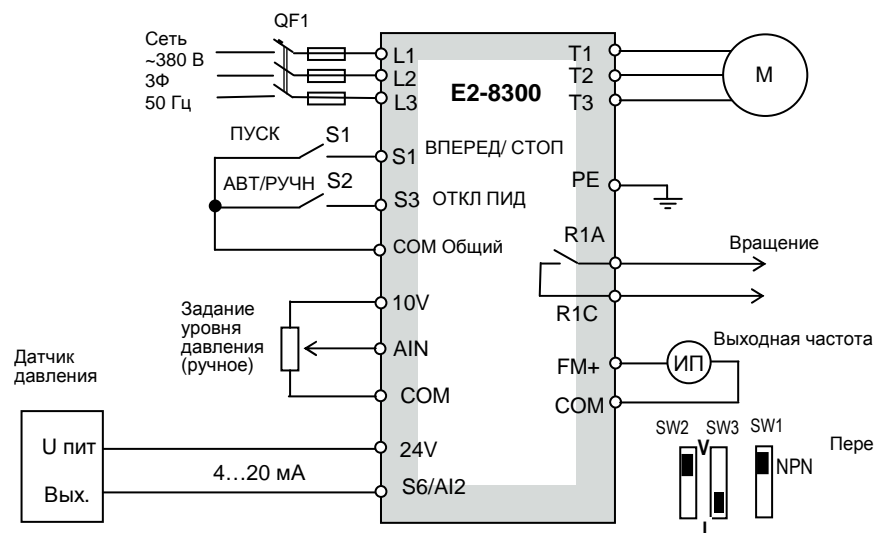 QF1
Сеть
~380 В
3Ф
50 Гц
L1
L2
L3
E2-8300
T1
T2
T3
М
ПУСК S1
S1 ВПЕРЕД/ СТОП
АВТ/РУЧН S2
S3 ОТКЛ ПИД
COM Общий
PE
R1A
R1C
Вращение
Задание
уровня
давления
(ручное)
10V
AIN
COM
FM+
COM
ИП
Выходная частота
Датчик
давления
U пит
Вых.
4...20 мА
24V
S6/AI2
SW2 SW3 SW1
V
I
NPN
Пере